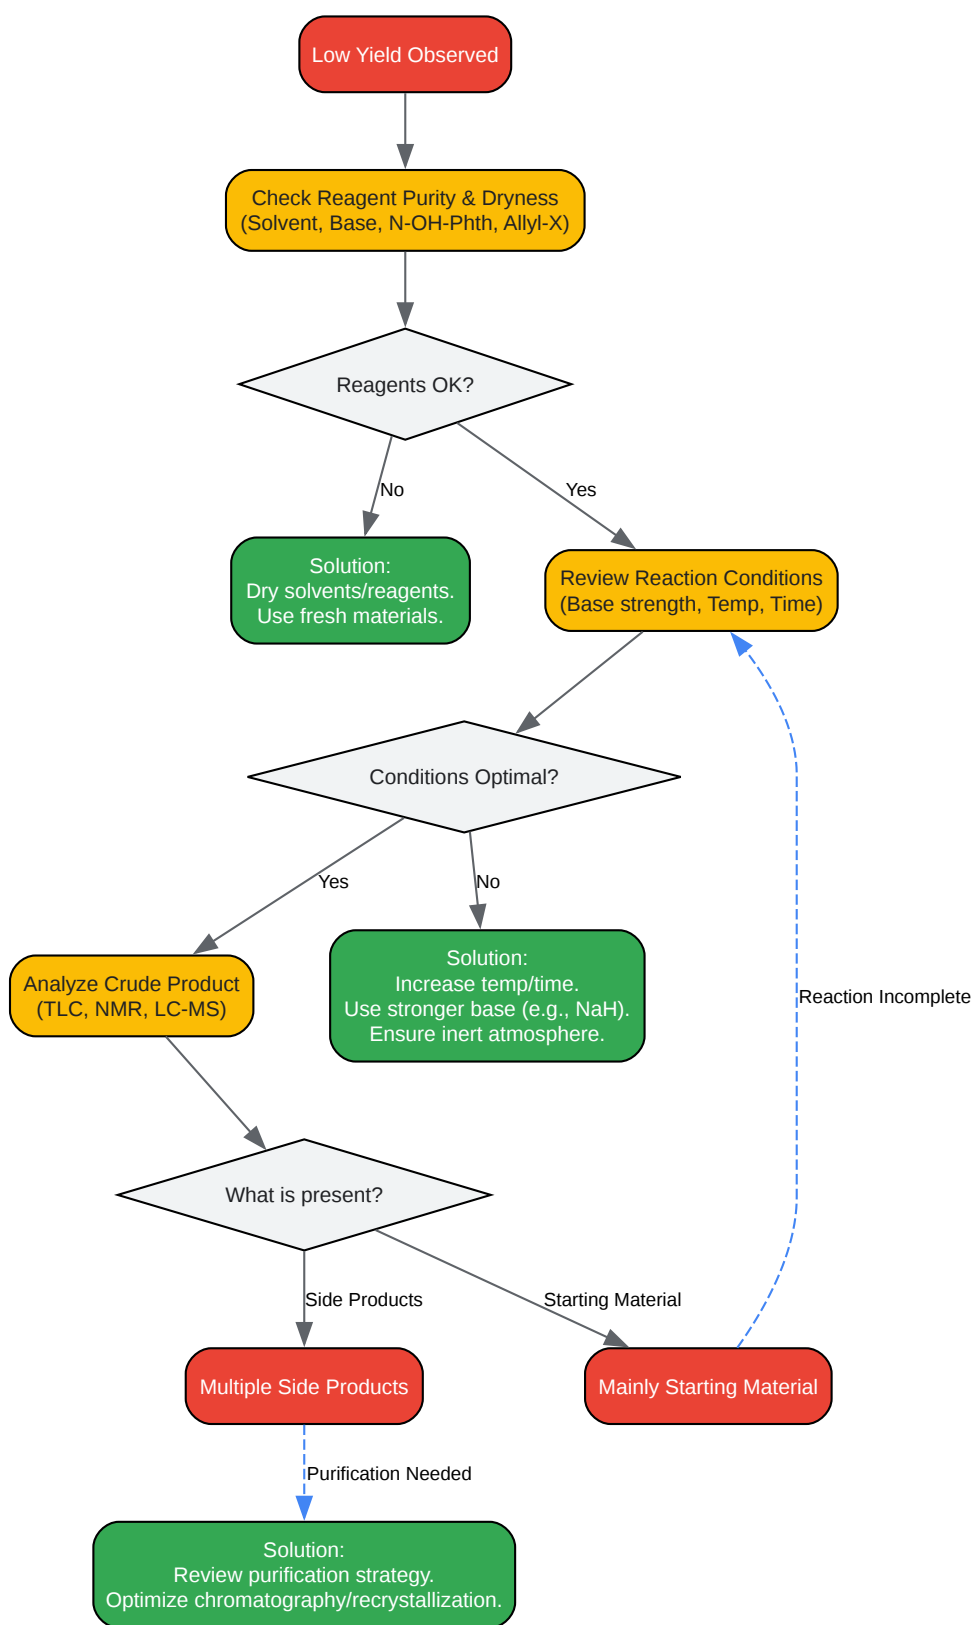 Low Yield Observed
Check Reagent Purity & Dryness
(Solvent, Base, N-OH-Phth, Allyl-X)
Reagents OK?
No
Yes
Solution:
Dry solvents/reagents.
Use fresh materials.
Review Reaction Conditions
(Base strength, Temp, Time)
Conditions Optimal?
Yes
No
Analyze Crude Product
(TLC, NMR, LC-MS)
Solution:
Increase temp/time.
Use stronger base (e.g., NaH).
Ensure inert atmosphere.
Reaction Incomplete
What is present?
Side Products
Starting Material
Multiple Side Products
Mainly Starting Material
Purification Needed
Solution:
Review purification strategy.
Optimize chromatography/recrystallization.